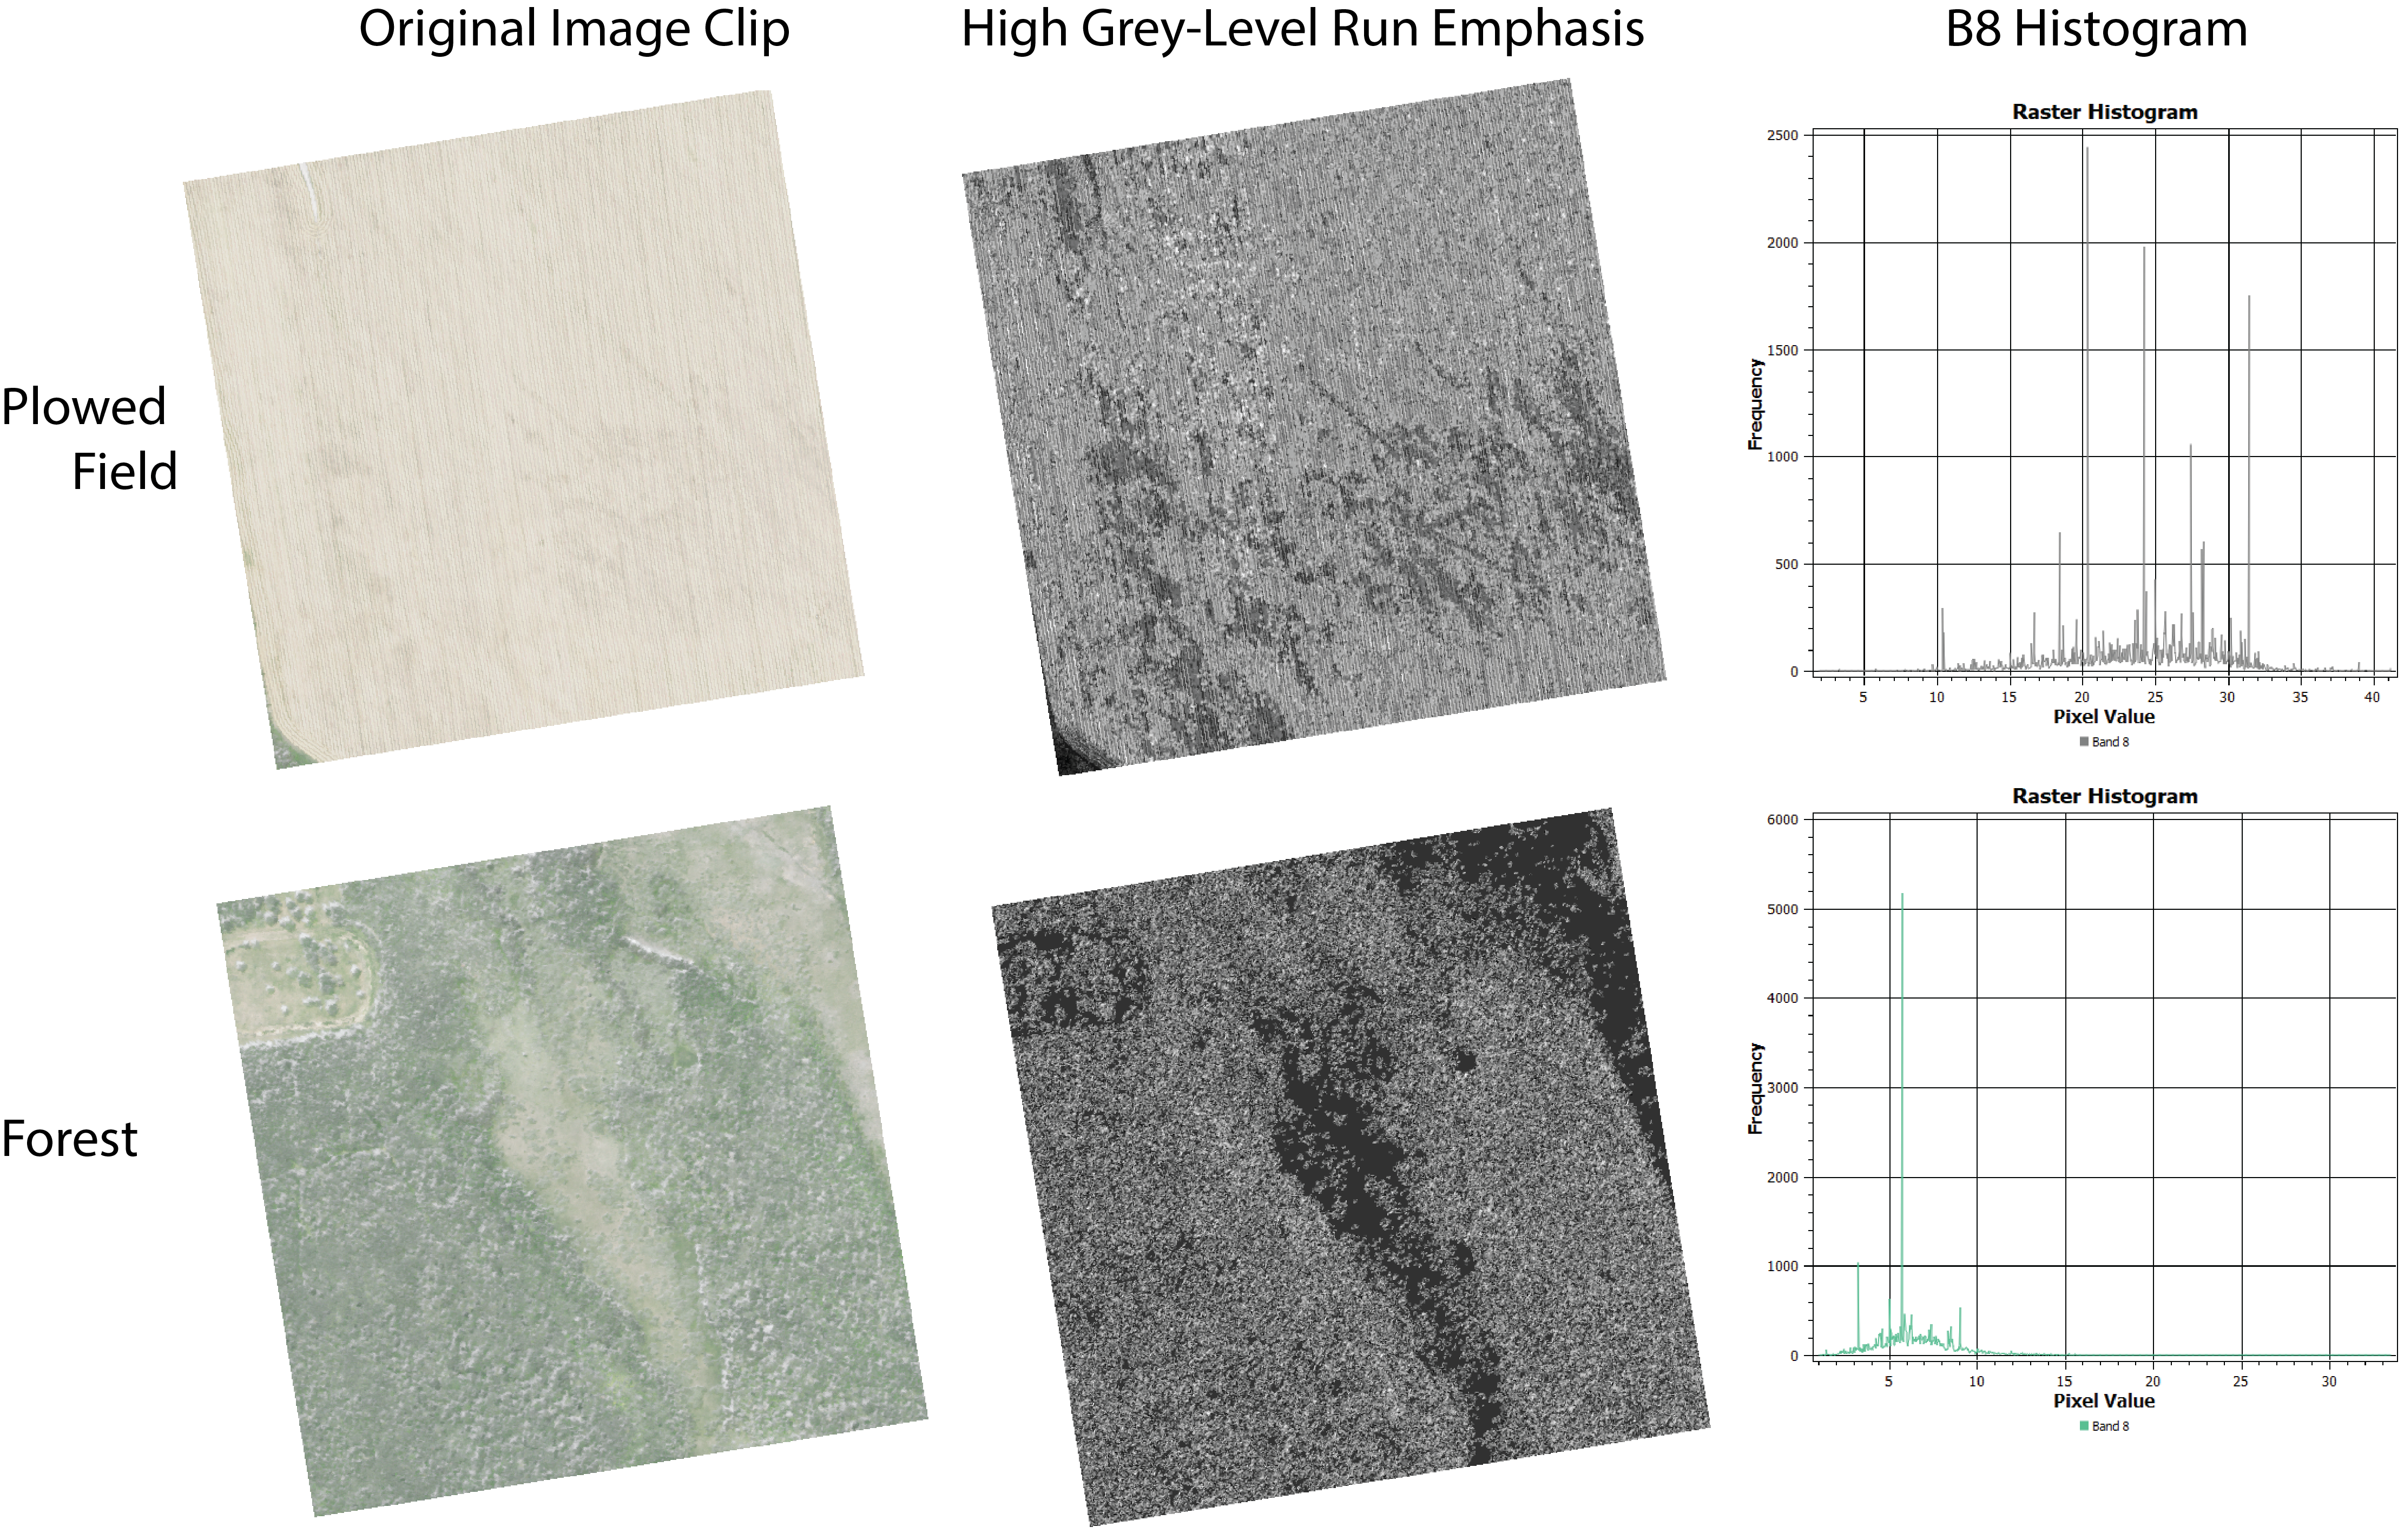 Original Image Clip
High Grey-Level Run Emphasis
B8 Histogram
Plowed
Field
Raster Histogram
Frequency
2500
2000
1500
1000
500
0
5 10 15 20 25 30 35 40
Pixel Value
Band 8
Forest
Raster Histogram
Frequency
6000
5000
4000
3000
2000
1000
0
5 10 15 20 25 30
Pixel Value
Band 8